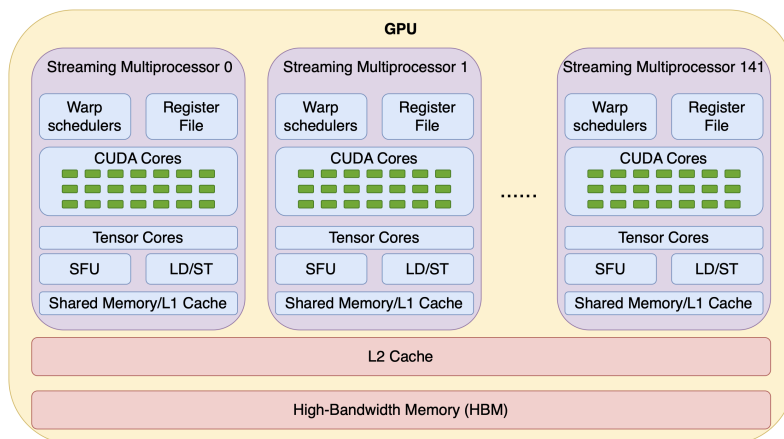 GPU
Streaming Multiprocessor 0
Warp
schedulers
Register
File
CUDA Cores
Tensor Cores
SFU
LD/ST
Shared Memory/L1 Cache
Streaming Multiprocessor 1
Warp
schedulers
Register
File
CUDA Cores
Tensor Cores
SFU
LD/ST
Shared Memory/L1 Cache
......
Streaming Multiprocessor 141
Warp
schedulers
Register
File
CUDA Cores
Tensor Cores
SFU
LD/ST
Shared Memory/L1 Cache
L2 Cache
High-Bandwidth Memory (HBM)